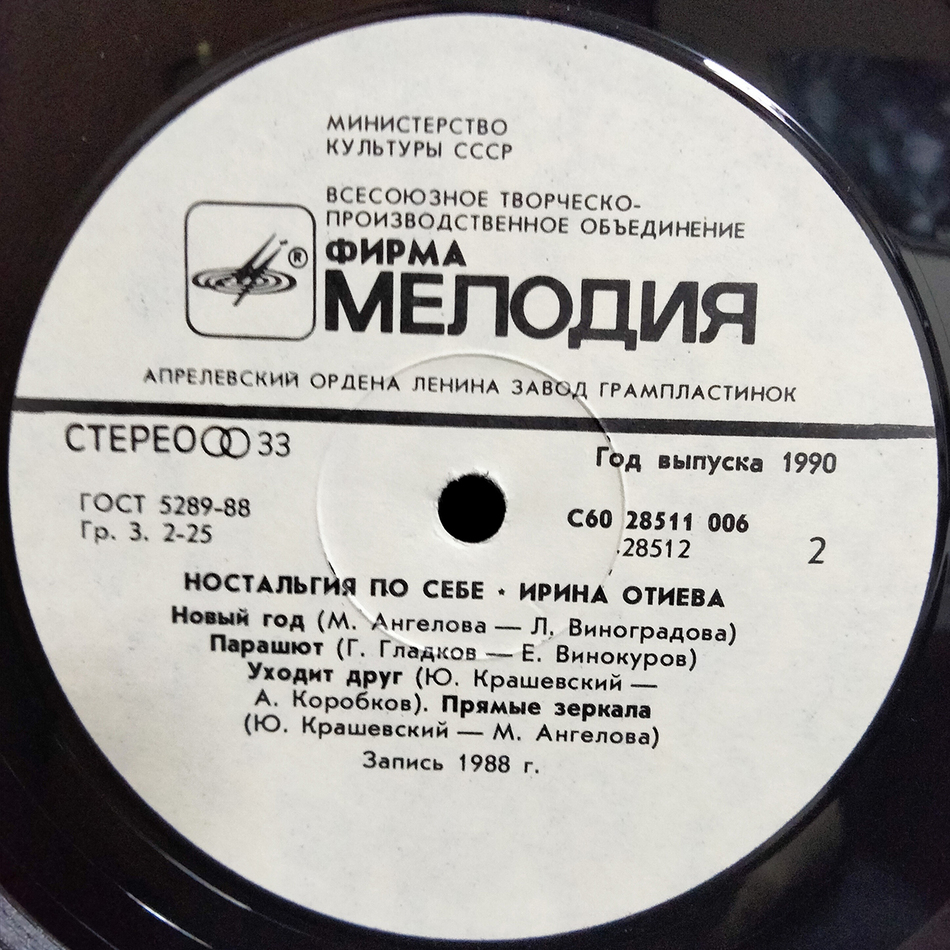 МИНИСТЕРСТВО
КУЛЬТУРЫ СССР
ВСЕСОЮЗНОЕ ТВОРЧЕСКО-
ПРОИЗВОДСТВЕННОЕ ОБЪЕДИНЕНИЕ
ФИРМА
®
МЕЛОДИЯ
АПРЕЛЕВСКИЙ ОРДЕНА ЛЕНИНА ЗАВОД ГРАМПЛАСТИНОК
СТЕРЕО 33
Год выпуска 1990
ГОСТ 5289-88
Гр. 3. 2-25
С60 28511 006
28512
2
НОСТАЛЬГИЯ ПО СЕБЕ • ИРИНА ОТИЕВА
Новый год (М. Ангелова — Л. Виноградова)
Парашют (Г. Гладков — Е. Винокуров)
Уходит друг (Ю. Крашевский —
А. Коробков). Прямые зеркала
(Ю. Крашевский — М. Ангелова)
Запись 1988 г.